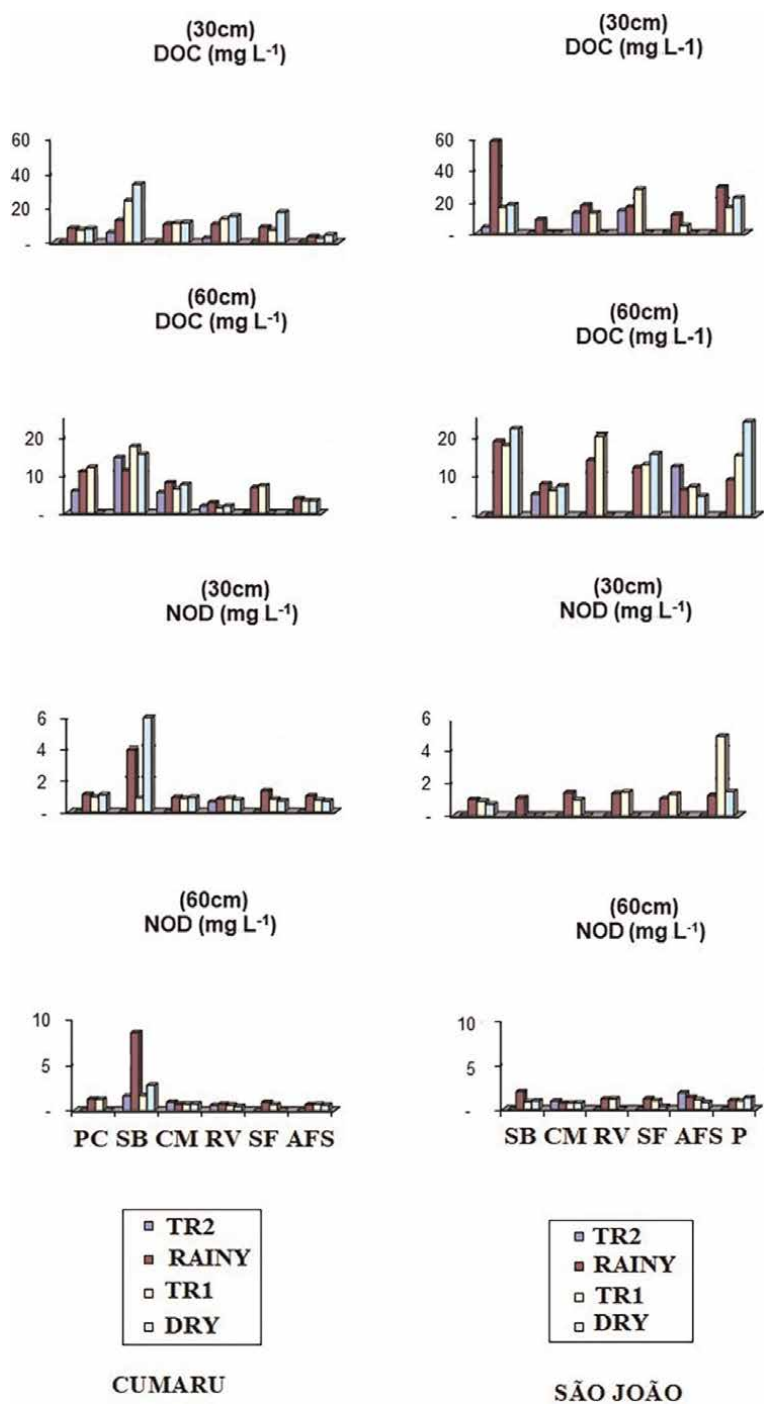 (30cm)
DOC (mg L-1)
60
40
20
-
(60cm)
DOC (mg L-1)
20
10
-
(30cm)
NOD (mg L-1)
6
4
2
-
(60cm)
NOD (mg L-1)
10
5
-
PC SB CM RV SF AFS
TR2
RAINY
TR1
DRY
CUMARU
(30cm)
DOC (mg L-1)
60
40
20
-
(60cm)
DOC (mg L-1)
20
10
-
(30cm)
NOD (mg L-1)
6
4
2
-
(60cm)
NOD (mg L-1)
10
5
-
SB CM RV SF AFS P
TR2
RAINY
TR1
DRY
SÃO JOÃO